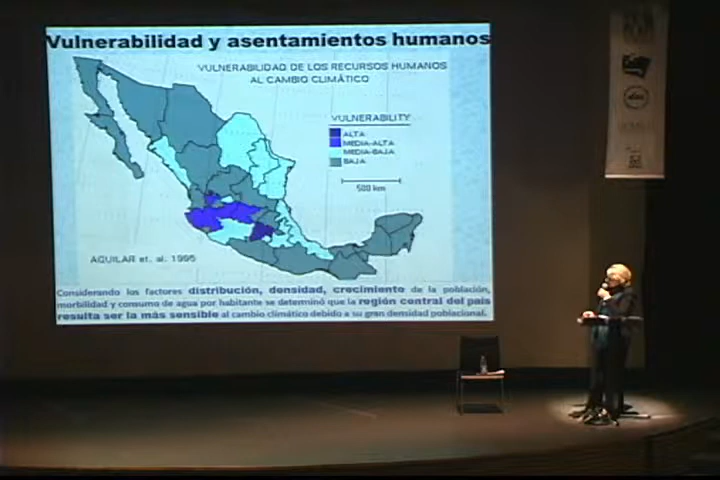 Vulnerabilidad y asentamientos humanos
VULNERABILIDAD DE LOS RECURSOS HUMANOS
AL CAMBIO CLIMÁTICO
VULNERABILITY
ALTA
MEDIA-ALTA
MEDIA-BAJA
BAJA
500 km
AGUILAR et. al. 1995
Considerando los factores distribución, densidad, crecimiento de la población,
morbilidad y consumo de agua por habitante se determinó que la región central del país
resulta ser la más sensible al cambio climático debido a su gran densidad poblacional.